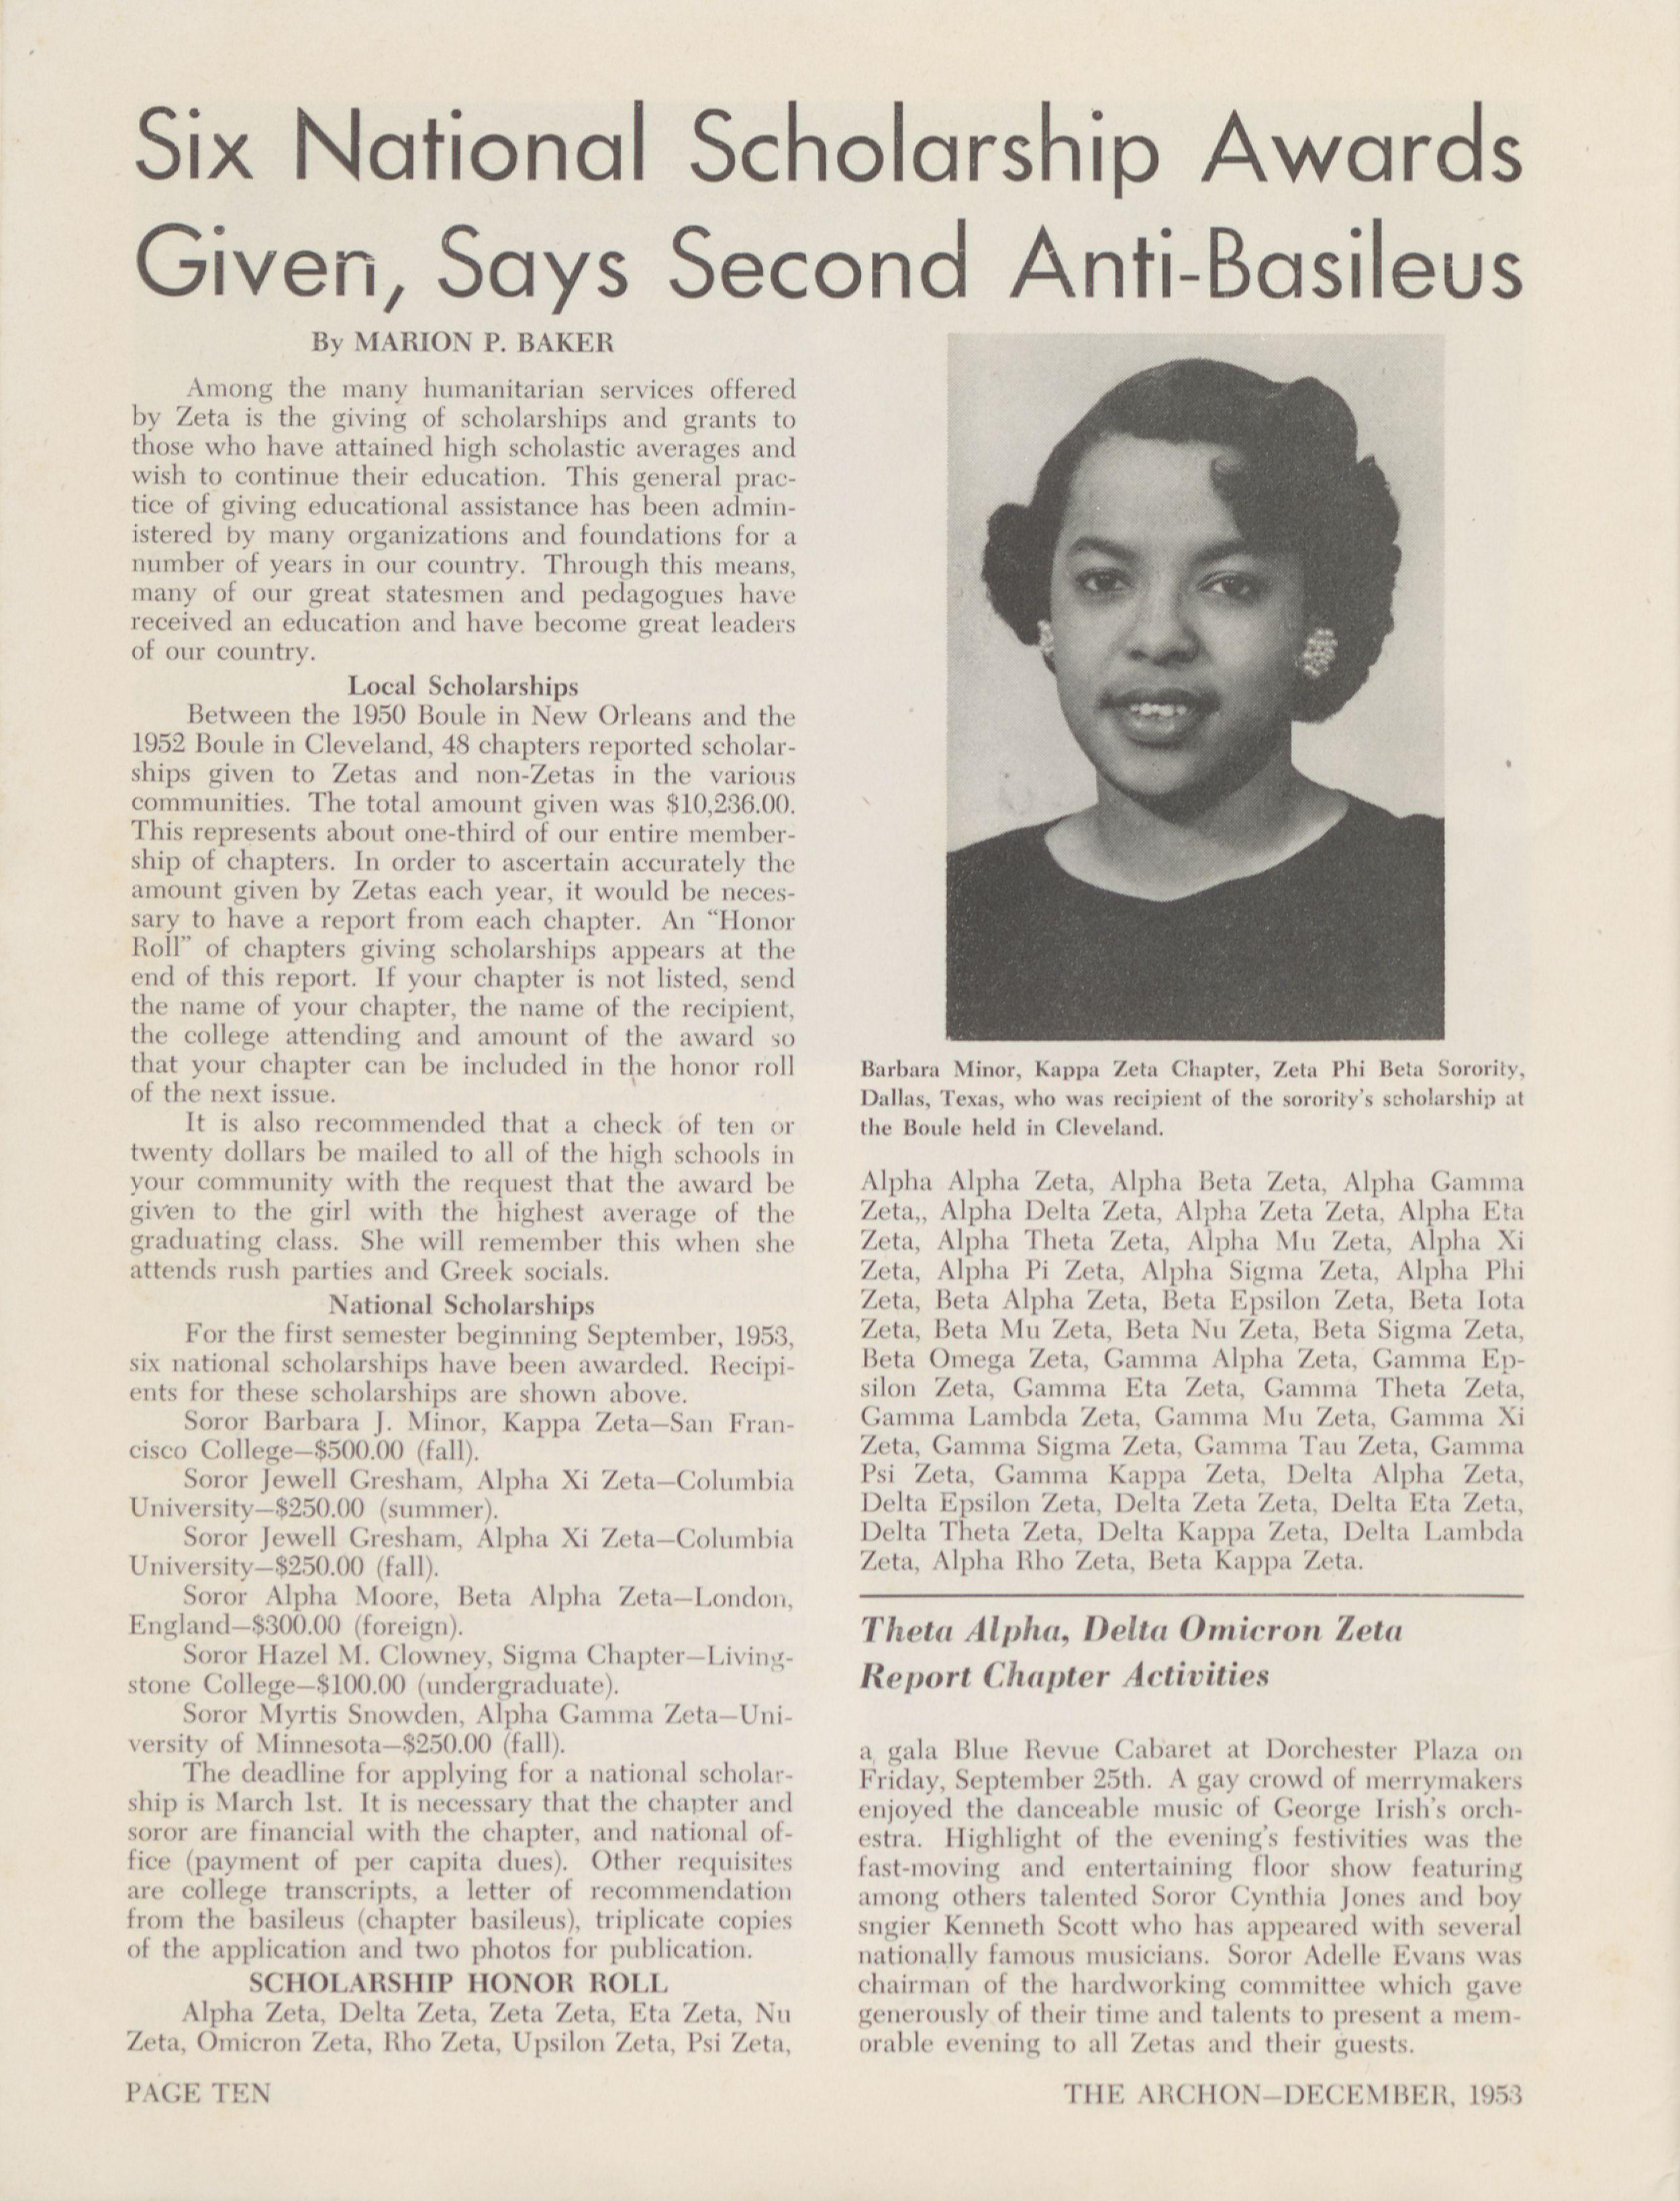 Six National Scholarship Awards
Given, Says Second Anti-Basileus
By MARION P. BAKER
Among the many humanitarian services offered
by Zeta is the giving of scholarships and grants to
those who have attained high scholastic averages and
wish to continue their education. This general prac-
tice of giving educational assistance has been admin-
istered by many organizations and foundations for a
number of years in our country. Through this means,
many of our great statesmen and pedagogues have
received an education and have become great leaders
of our country.
Local Scholarships
Between the 1950 Boule in New Orleans and the
1952 Boule in Cleveland, 48 chapters reported scholar-
ships given to Zetas and non-Zetas in the various
communities. The total amount given was $10,236.00.
This represents about one-third of our entire member-
ship of chapters. In order to ascertain accurately the
amount given by Zetas each year, it would be neces-
sary to have a report from each chapter. An “Honor
Roll” of chapters giving scholarships appears at the
end of this report. If your chapter is not listed, send
the name of your chapter, the name of the recipient,
the college attending and amount of the award so
that your chapter can be included in the honor roll
of the next issue.
It is also recommended that a check of ten or
twenty dollars be mailed to all of the high schools in
your community with the request that the award be
given to the girl with the highest average of the
graduating class. She will remember this when she
attends rush parties and Greek socials.
National Scholarships
For the first semester beginning September, 1953,
six national scholarships have been awarded. Recipi-
ents for these scholarships are shown above.
Soror Barbara J. Minor, Kappa Zeta—San Fran-
cisco College—$500.00 (fall).
Soror Jewell Gresham, Alpha Xi Zeta—Columbia
University—$250.00 (summer).
Soror Jewell Gresham, Alpha Xi Zeta—Columbia
University—$250.00 (fall).
Soror Alpha Moore, Beta Alpha Zeta—London,
England—$300.00 (foreign).
Soror Hazel M. Clowney, Sigma Chapter—Living-
stone College—$100.00 (undergraduate).
Soror Myrtis Snowden, Alpha Gamma Zeta—Uni-
versity of Minnesota—$250.00 (fall).
The deadline for applying for a national scholar-
ship is March 1st. It is necessary that the chapter and
soror are financial with the chapter, and national of-
fice (payment of per capita dues). Other requisites
are college transcripts, a letter of recommendation
from the basileus (chapter basileus), triplicate copies
of the application and two photos for publication.
SCHOLARSHIP HONOR ROLL
Alpha Zeta, Delta Zeta, Zeta Zeta, Eta Zeta, Nu
Zeta, Omicron Zeta, Rho Zeta, Upsilon Zeta, Psi Zeta,
Barbara Minor, Kappa Zeta Chapter, Zeta Phi Beta Sorority,
Dallas, Texas, who was recipient of the sorority's scholarship at
the Boule held in Cleveland.
Alpha Alpha Zeta, Alpha Beta Zeta, Alpha Gamma
Zeta,, Alpha Delta Zeta, Alpha Zeta Zeta, Alpha Eta
Zeta, Alpha Theta Zeta, Alpha Mu Zeta, Alpha Xi
Zeta, Alpha Pi Zeta, Alpha Sigma Zeta, Alpha Phi
Zeta, Beta Alpha Zeta, Beta Epsilon Zeta, Beta Iota
Zeta, Beta Mu Zeta, Beta Nu Zeta, Beta Sigma Zeta,
Beta Omega Zeta, Gamma Alpha Zeta, Gamma Ep-
silon Zeta, Gamma Eta Zeta, Gamma Theta Zeta,
Gamma Lambda Zeta, Gamma Mu Zeta, Gamma Xi
Zeta, Gamma Sigma Zeta, Gamma Tau Zeta, Gamma
Psi Zeta, Gamma Kappa Zeta, Delta Alpha Zeta,
Delta Epsilon Zeta, Delta Zeta Zeta, Delta Eta Zeta,
Delta Theta Zeta, Delta Kappa Zeta, Delta Lambda
Zeta, Alpha Rho Zeta, Beta Kappa Zeta.
Theta Alpha, Delta Omicron Zeta
Report Chapter Activities
a gala Blue Revue Cabaret at Dorchester Plaza on
Friday, September 25th. A gay crowd of merrymakers
enjoyed the danceable music of George Irish's orch-
estra. Highlight of the evening's festivities was the
fast-moving and entertaining floor show featuring
among others talented Soror Cynthia Jones and boy
sngier Kenneth Scott who has appeared with several
nationally famous musicians. Soror Adelle Evans was
chairman of the hardworking committee which gave
generously of their time and talents to present a mem-
orable evening to all Zetas and their guests.
PAGE TEN
THE ARCHON—DECEMBER, 1953